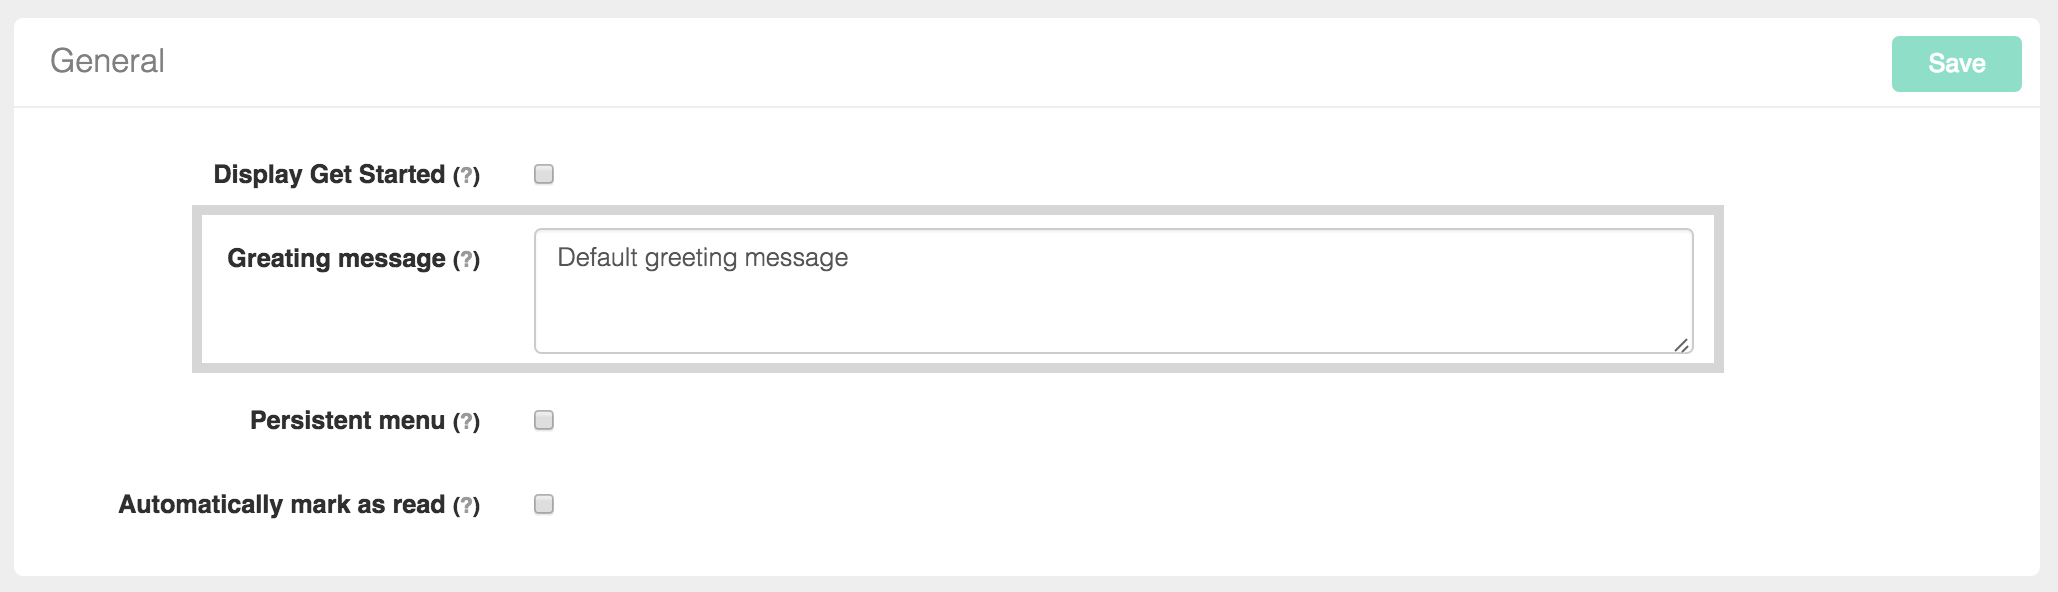 General
Save
Display Get Started (?)
Greating message (?)
Default greeting message
Persistent menu (?)
Automatically mark as read (?)